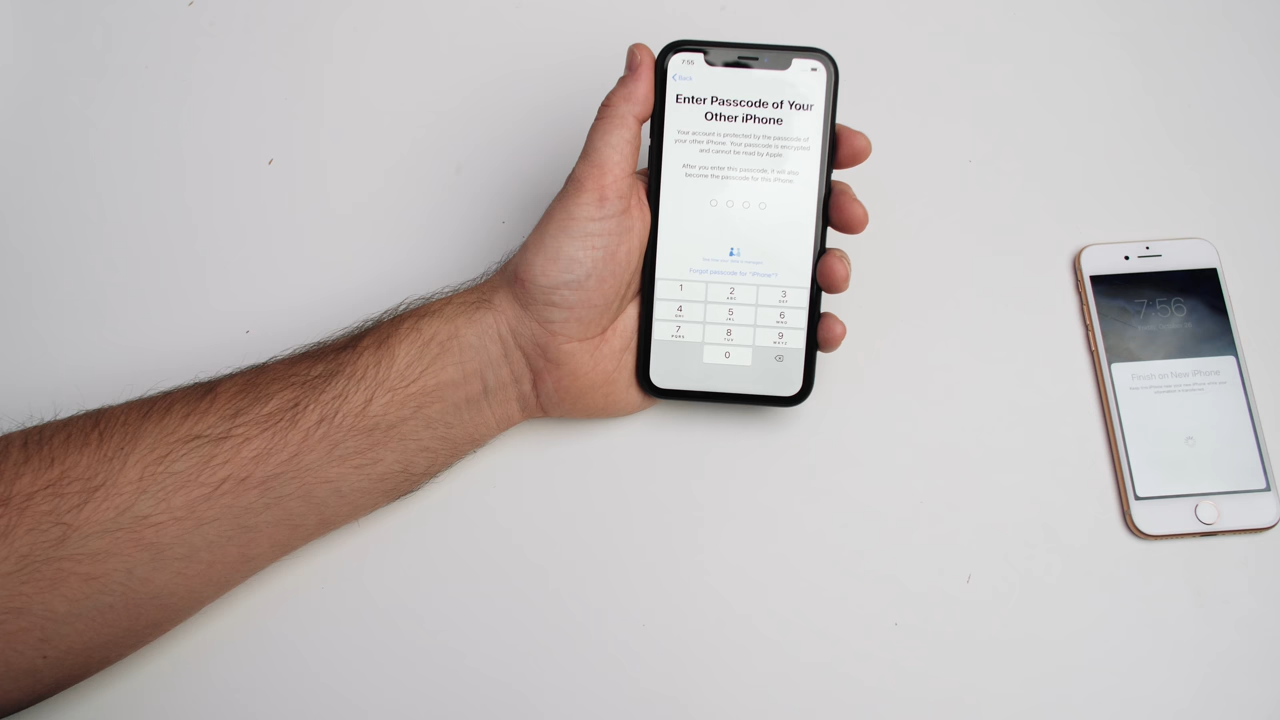 7:55
Back
Enter Passcode of Your
Other iPhone
Your account is protected by the passcode of
your other iPhone. Your passcode is encrypted
and cannot be read by Apple.
After you enter this passcode, it will also
become the passcode for this iPhone.
Forgot passcode for "iPhone"?
1
2 ABC
3 DEF
4 GHI
5 JKL
6 MNO
7 PQRS
8 TUV
9 WXYZ
0
7:56
Finish on New iPhone